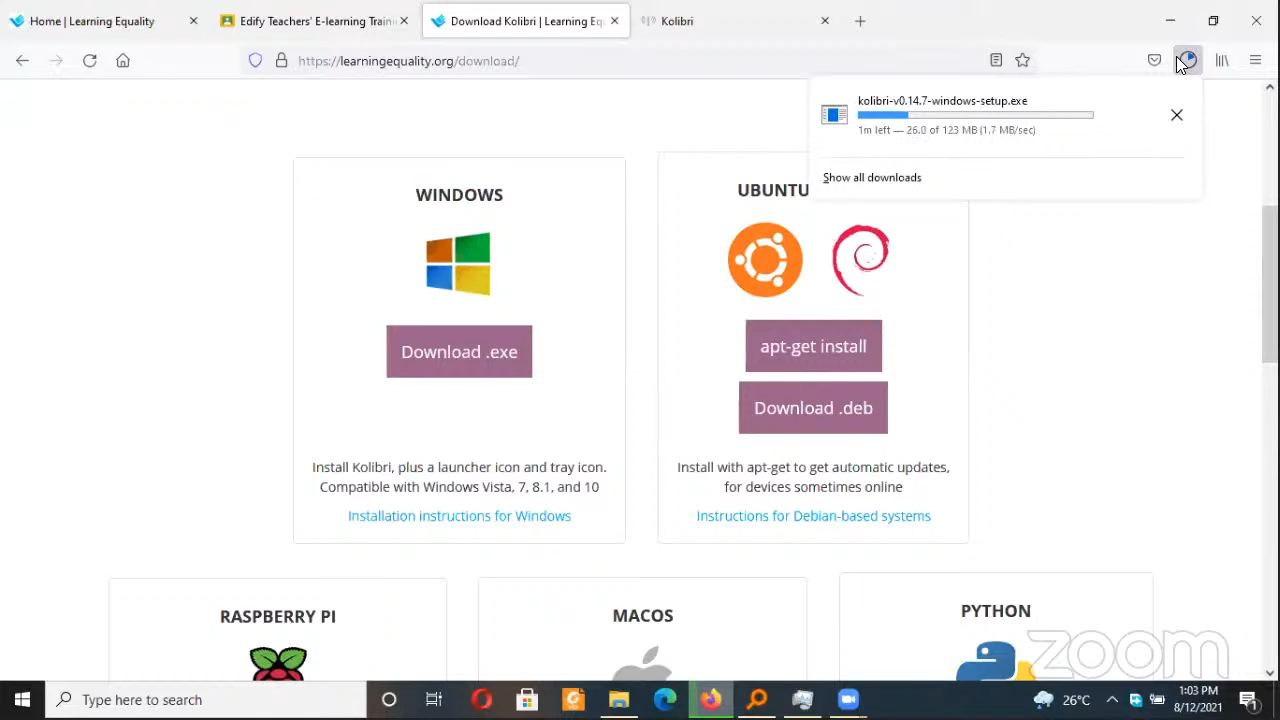 Home | Learning Equality
Edify Teachers' E-learning Traini
Download Kolibri | Learning Equ
Kolibri
https://learningequality.org/download/
kolibri-v0.14.7-windows-setup.exe
1m left — 26.0 of 123 MB (1.7 MB/sec)
Show all downloads
WINDOWS
Download .exe
Install Kolibri, plus a launcher icon and tray icon.
Compatible with Windows Vista, 7, 8.1, and 10
Installation instructions for Windows
UBUNTU
apt-get install
Download .deb
Install with apt-get to get automatic updates,
for devices sometimes online
Instructions for Debian-based systems
RASPBERRY PI
MACOS
PYTHON
zoom
Type here to search
26°C
1:03 PM
8/12/2021
1